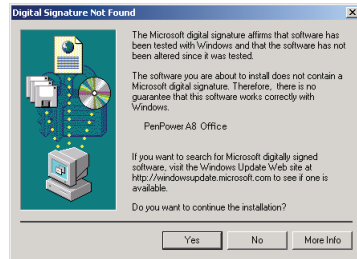 Digital Signature Not Found
The Microsoft digital signature affirms that software has
been tested with Windows and that the software has not
been altered since it was tested.
The software you are about to install does not contain a
Microsoft digital signature. Therefore, there is no
guarantee that this software works correctly with
Windows.
PenPower A8 Office
If you want to search for Microsoft digitally signed
software, visit the Windows Update Web site at
http://windowsupdate.microsoft.com to see if one is
available.
Do you want to continue the installation?
Yes No More Info